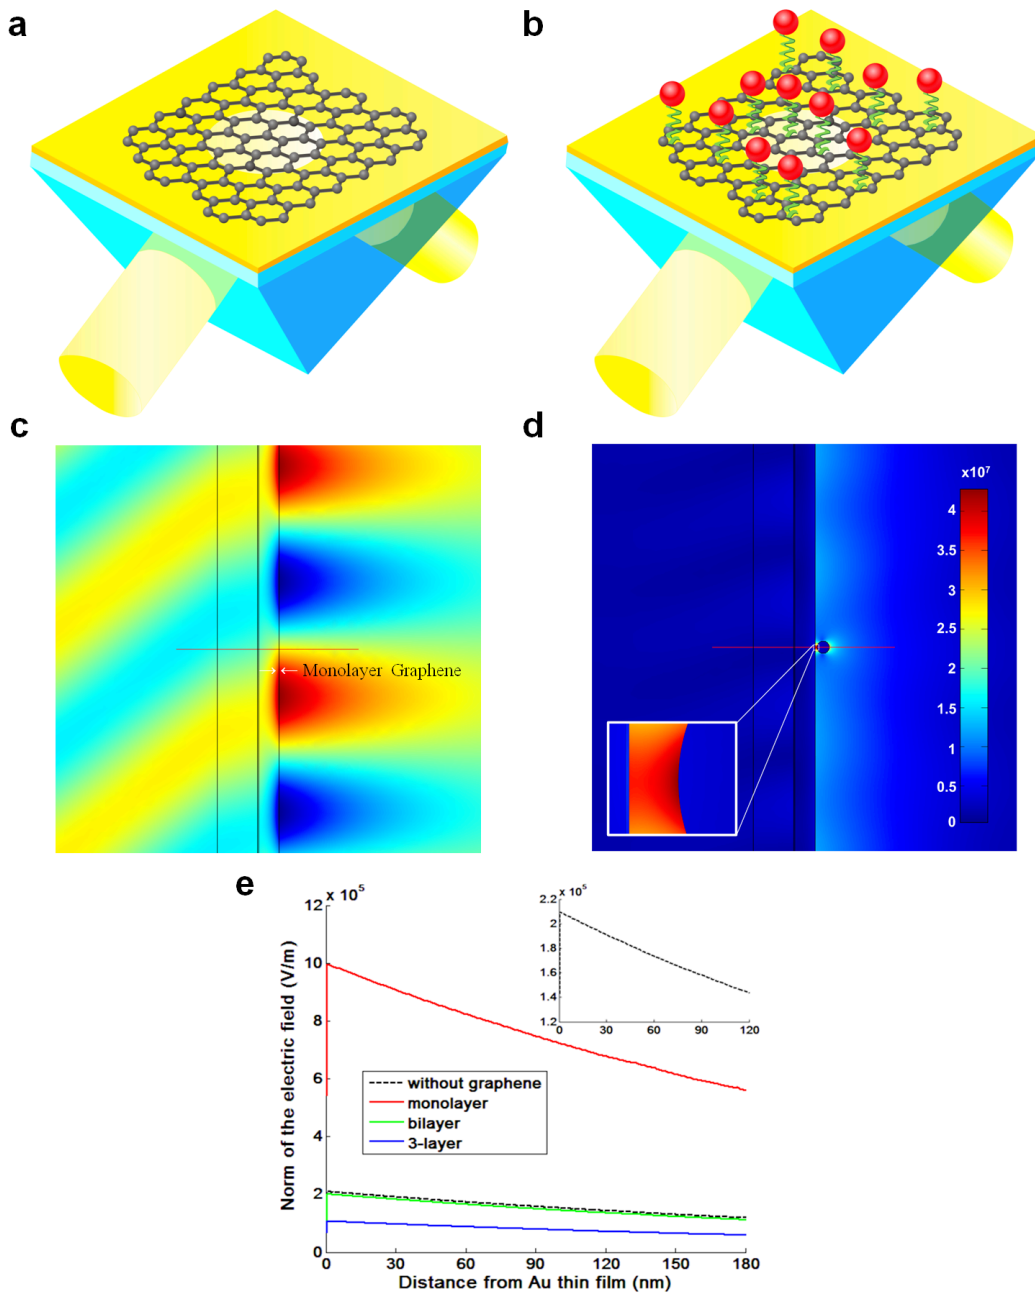 a
b
c
Monolayer Graphene
d
x10⁷
4
3.5
3
2.5
2
1.5
1
0.5
0
e
x 10⁵
12
10
8
6
4
2
0
Norm of the electric field (V/m)
0 30 60 90 120 150 180
Distance from Au thin film (nm)
without graphene
monolayer
bilayer
3-layer
x 10⁵
2.2
2
1.8
1.6
1.4
1.2
0 30 60 90 120